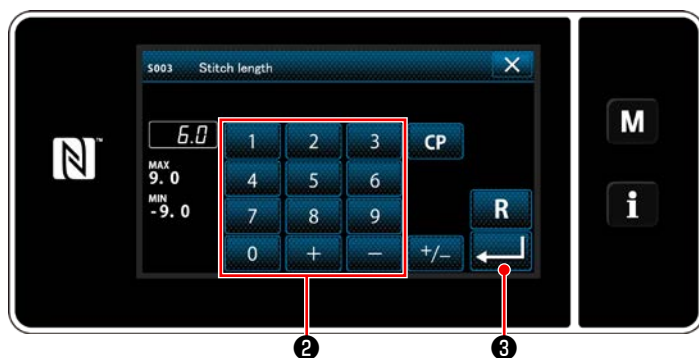 S003 Stitch length
6.0
MAX
9.0
MIN
-9.0
1 2 3 CP
4 5 6
7 8 9 R
0 + − +/−
N
™
M
i
❷ ❸